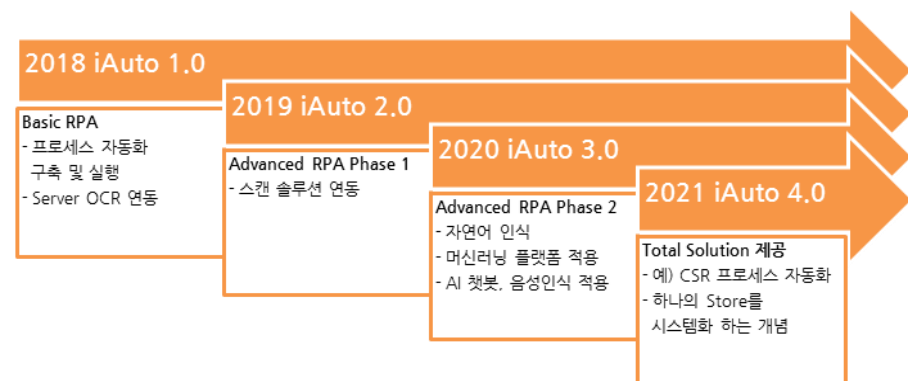 2018 iAuto 1.0
Basic RPA
- 프로세스 자동화
구축 및 실행
- Server OCR 연동
2019 iAuto 2.0
Advanced RPA Phase 1
- 스캔 솔루션 연동
2020 iAuto 3.0
Advanced RPA Phase 2
- 자연어 인식
- 머신러닝 플랫폼 적용
- AI 챗봇, 음성인식 적용
2021 iAuto 4.0
Total Solution 제공
- 예) CSR 프로세스 자동화
- 하나의 Store를
시스템화 하는 개념